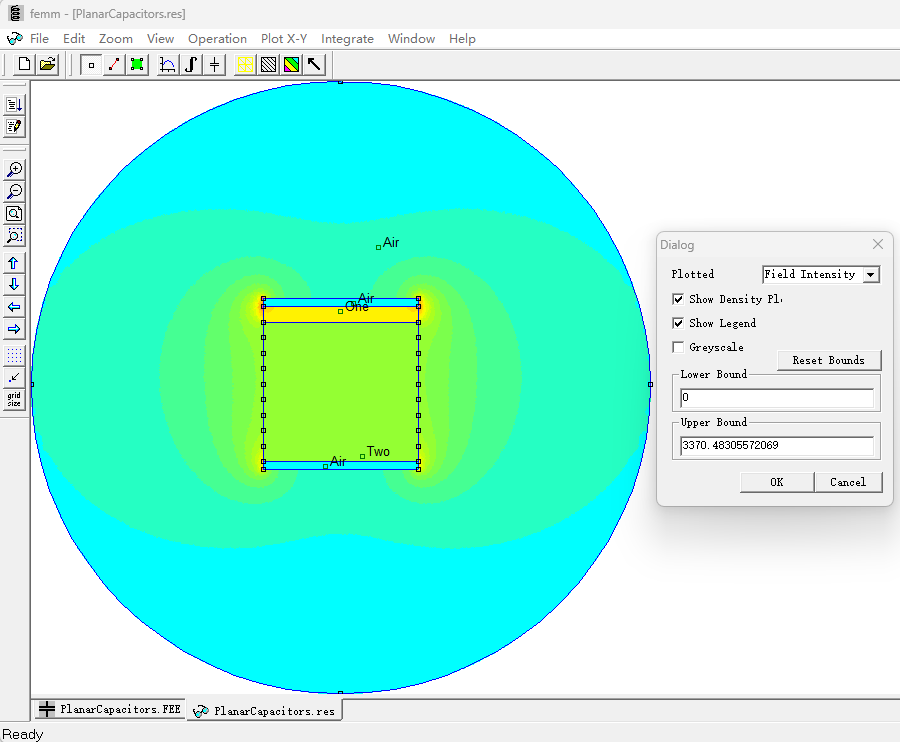 femm - [PlanarCapacitors.res]
File Edit Zoom View Operation Plot X-Y Integrate Window Help
grid
size
Air
Air
One
Two
Air
Dialog
Plotted Field Intensity
Show Density Pl
Show Legend
Greyscale
Reset Bounds
Lower Bound
0
Upper Bound
3370.48305572069
OK Cancel
PlanarCapacitors.FEE PlanarCapacitors.res
Ready